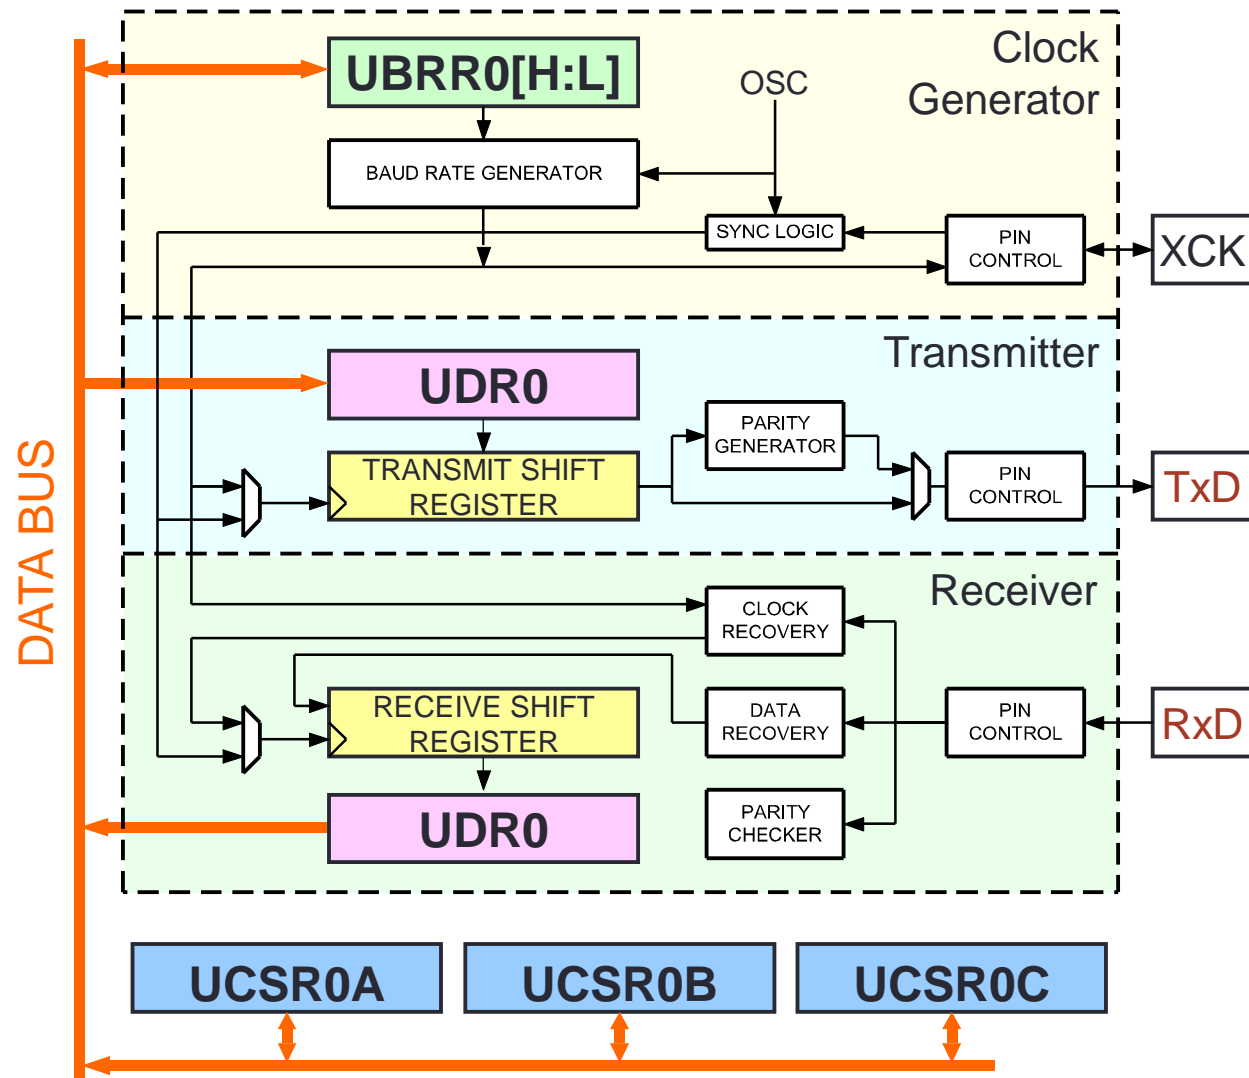 Clock
Generator
UBRR0[H:L]
OSC
BAUD RATE GENERATOR
SYNC LOGIC
PIN
CONTROL
XCK
Transmitter
UDR0
PARITY
GENERATOR
TRANSMIT SHIFT
REGISTER
PIN
CONTROL
TxD
DATA BUS
Receiver
CLOCK
RECOVERY
RECEIVE SHIFT
REGISTER
DATA
RECOVERY
PIN
CONTROL
RxD
UDR0
PARITY
CHECKER
UCSR0A
UCSR0B
UCSR0C